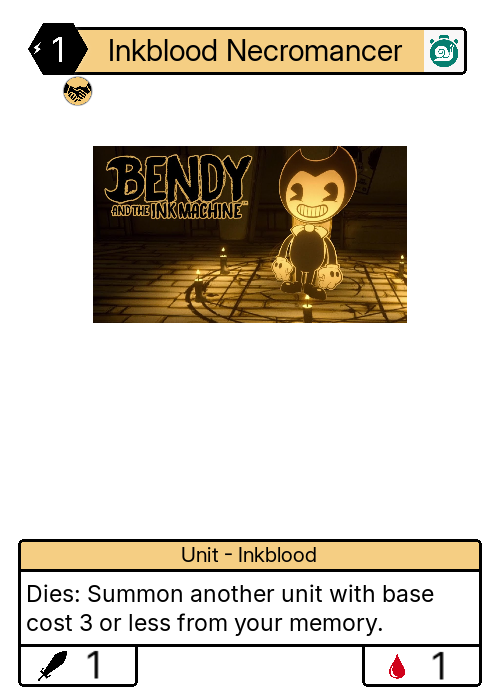 1
Inkblood Necromancer
BENDY
AND THE INK MACHINE
Unit - Inkblood
Dies: Summon another unit with base
cost 3 or less from your memory.
1
1